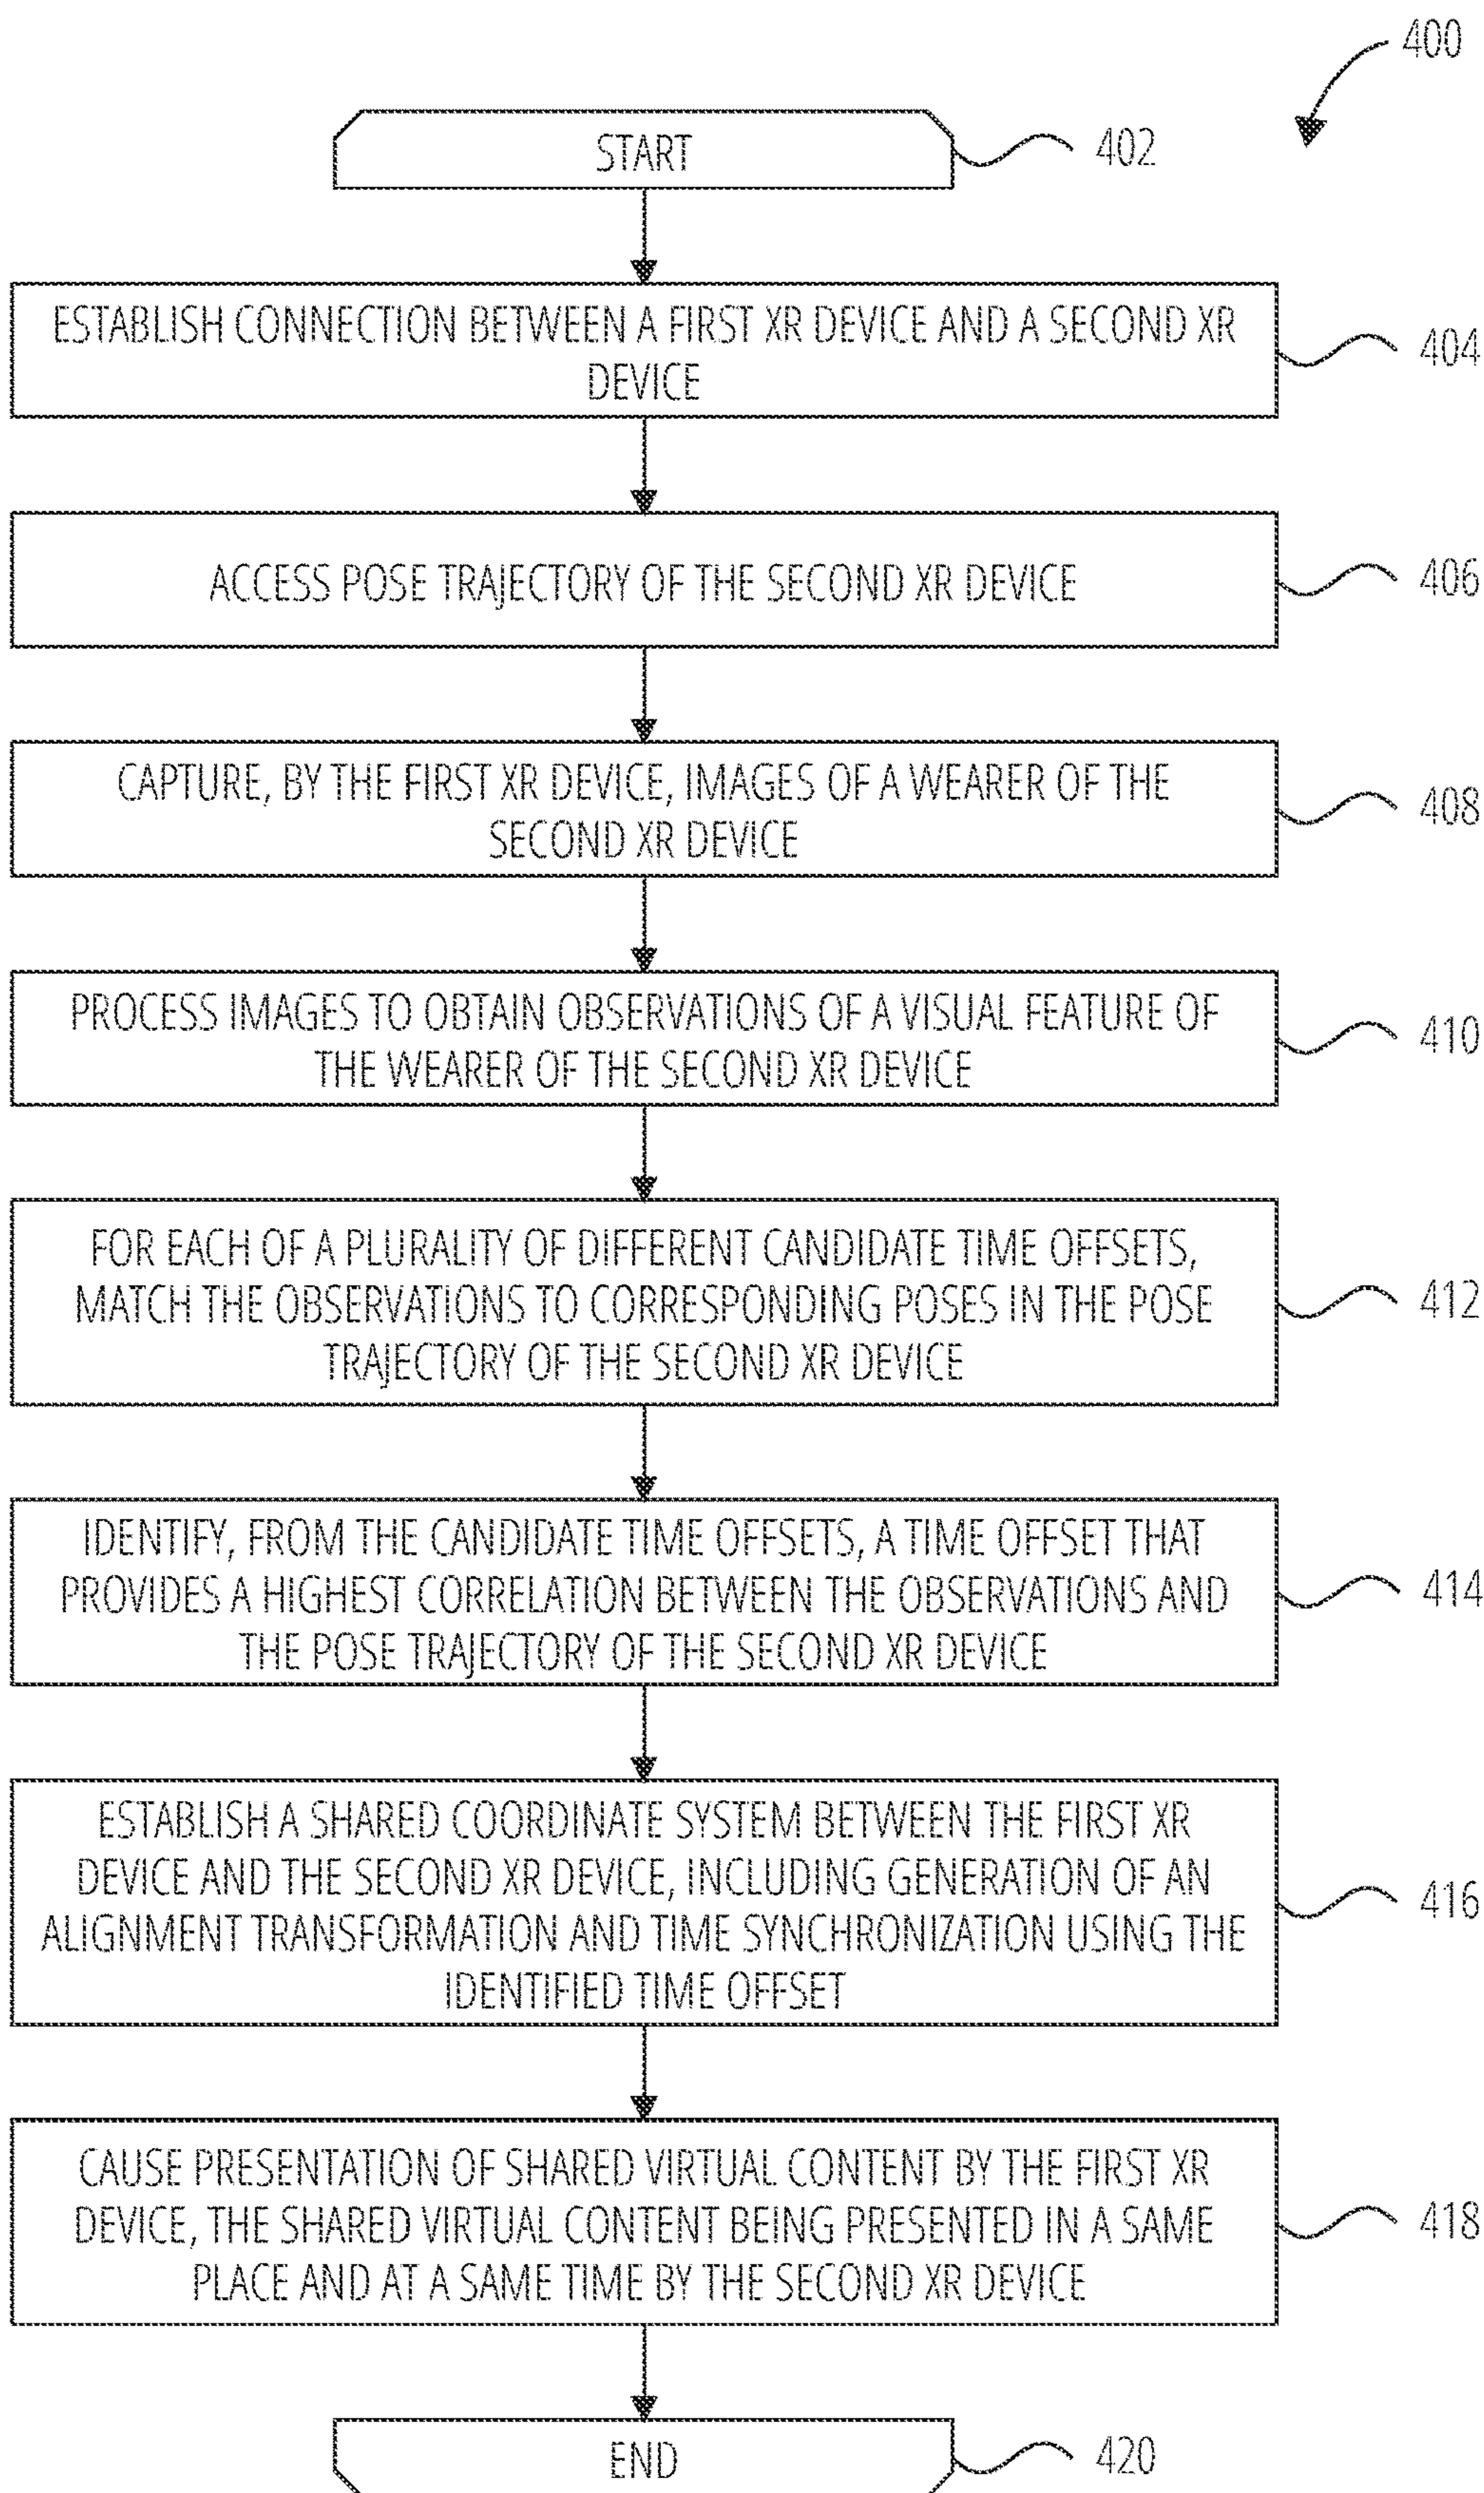 400
START
402
ESTABLISH CONNECTION BETWEEN A FIRST XR DEVICE AND A SECOND XR
DEVICE
404
ACCESS POSE TRAJECTORY OF THE SECOND XR DEVICE
406
CAPTURE, BY THE FIRST XR DEVICE, IMAGES OF A WEARER OF THE
SECOND XR DEVICE
408
PROCESS IMAGES TO OBTAIN OBSERVATIONS OF A VISUAL FEATURE OF
THE WEARER OF THE SECOND XR DEVICE
410
FOR EACH OF A PLURALITY OF DIFFERENT CANDIDATE TIME OFFSETS,
MATCH THE OBSERVATIONS TO CORRESPONDING POSES IN THE POSE
TRAJECTORY OF THE SECOND XR DEVICE
412
IDENTIFY, FROM THE CANDIDATE TIME OFFSETS, A TIME OFFSET THAT
PROVIDES A HIGHEST CORRELATION BETWEEN THE OBSERVATIONS AND
THE POSE TRAJECTORY OF THE SECOND XR DEVICE
414
ESTABLISH A SHARED COORDINATE SYSTEM BETWEEN THE FIRST XR
DEVICE AND THE SECOND XR DEVICE, INCLUDING GENERATION OF AN
ALIGNMENT TRANSFORMATION AND TIME SYNCHRONIZATION USING THE
IDENTIFIED TIME OFFSET
416
CAUSE PRESENTATION OF SHARED VIRTUAL CONTENT BY THE FIRST XR
DEVICE, THE SHARED VIRTUAL CONTENT BEING PRESENTED IN A SAME
PLACE AND AT A SAME TIME BY THE SECOND XR DEVICE
418
END
420